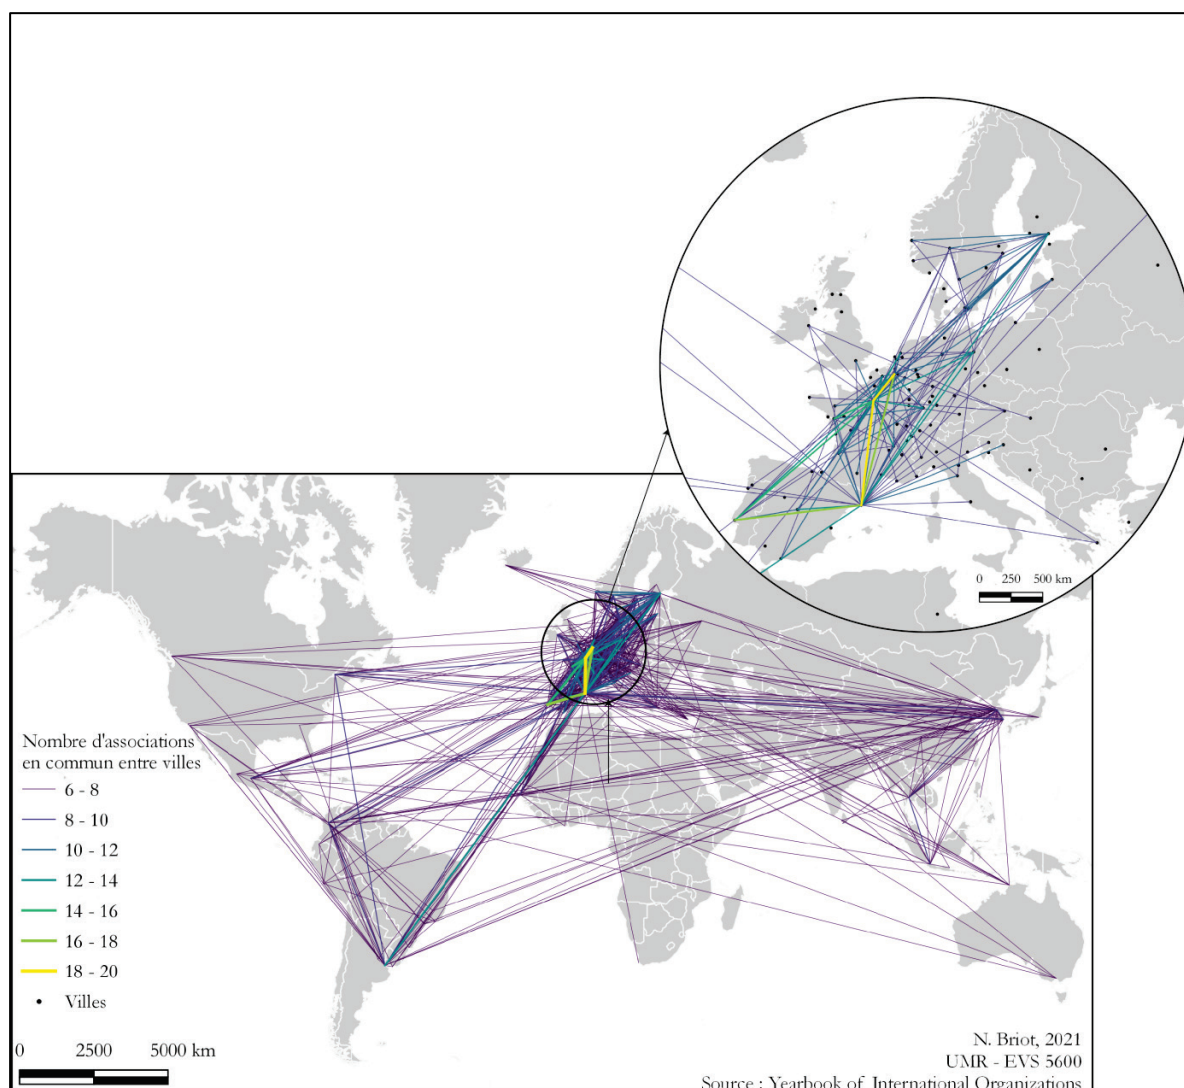 0 250 500 km
Nombre d'associations
en commun entre villes
6 - 8
8 - 10
10 - 12
12 - 14
14 - 16
16 - 18
18 - 20
Villes
0 2500 5000 km
N. Briot, 2021
UMR - EVS 5600
Source : Yearbook of International Organizations